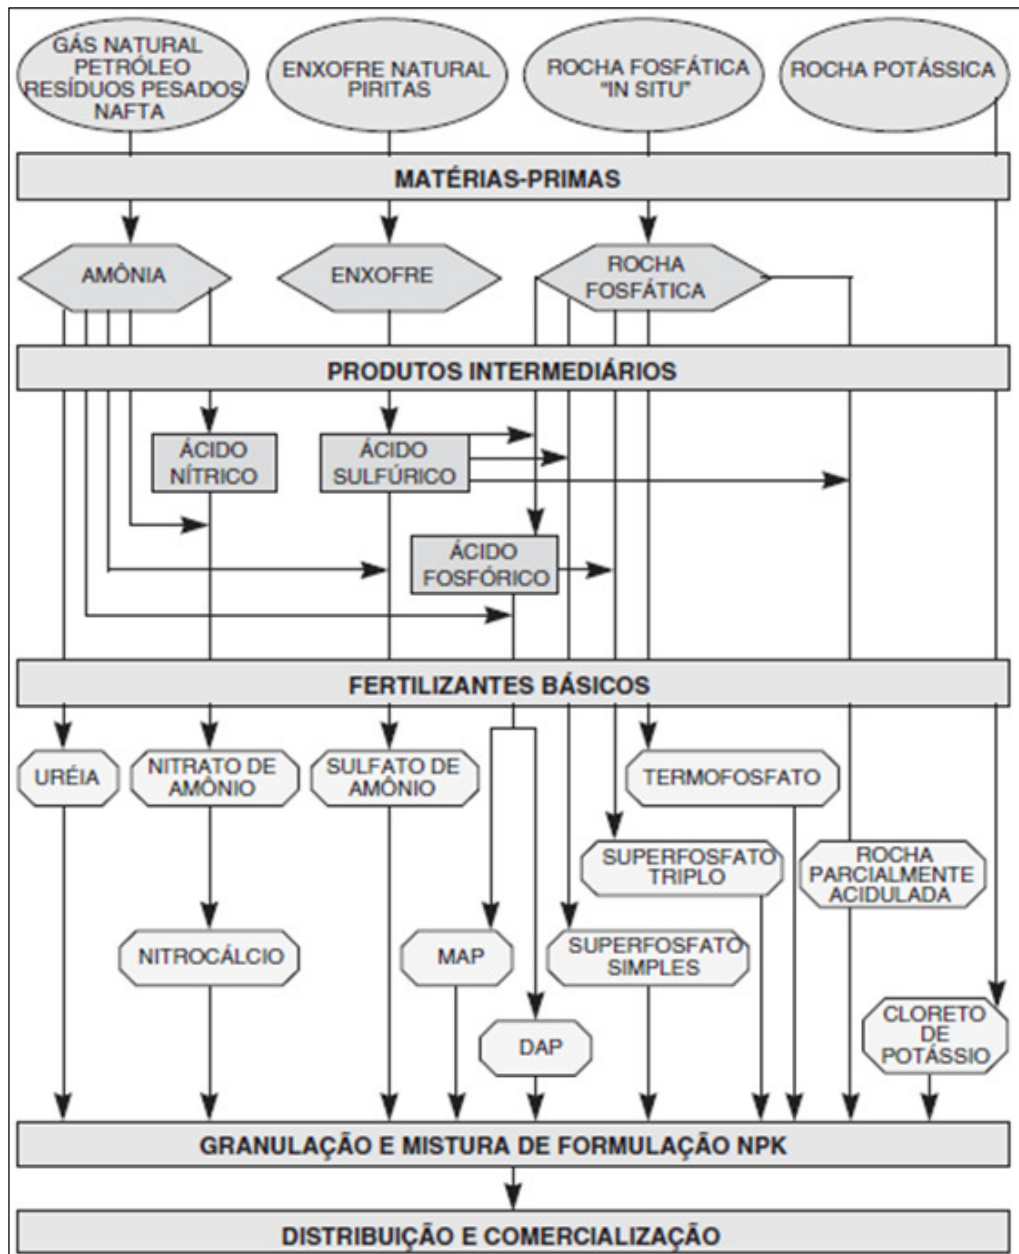 GÁS NATURAL
PETRÓLEO
RESÍDUOS PESADOS
NAFTA
ENXOFRE NATURAL
PIRITAS
ROCHA FOSFÁTICA
“IN SITU”
ROCHA POTÁSSICA
MATÉRIAS-PRIMAS
AMÔNIA
ENXOFRE
ROCHA
FOSFÁTICA
PRODUTOS INTERMEDIÁRIOS
ÁCIDO
NÍTRICO
ÁCIDO
SULFÚRICO
ÁCIDO
FOSFÓRICO
FERTILIZANTES BÁSICOS
URÉIA
NITRATO DE
AMÔNIO
SULFATO DE
AMÔNIO
TERMOFOSFATO
SUPERFOSFATO
TRIPLO
ROCHA
PARCIALMENTE
ACIDULADA
NITROCÁLCIO
MAP
SUPERFOSFATO
SIMPLES
DAP
CLORETO
DE
POTÁSSIO
GRANULAÇÃO E MISTURA DE FORMULAÇÃO NPK
DISTRIBUIÇÃO E COMERCIALIZAÇÃO